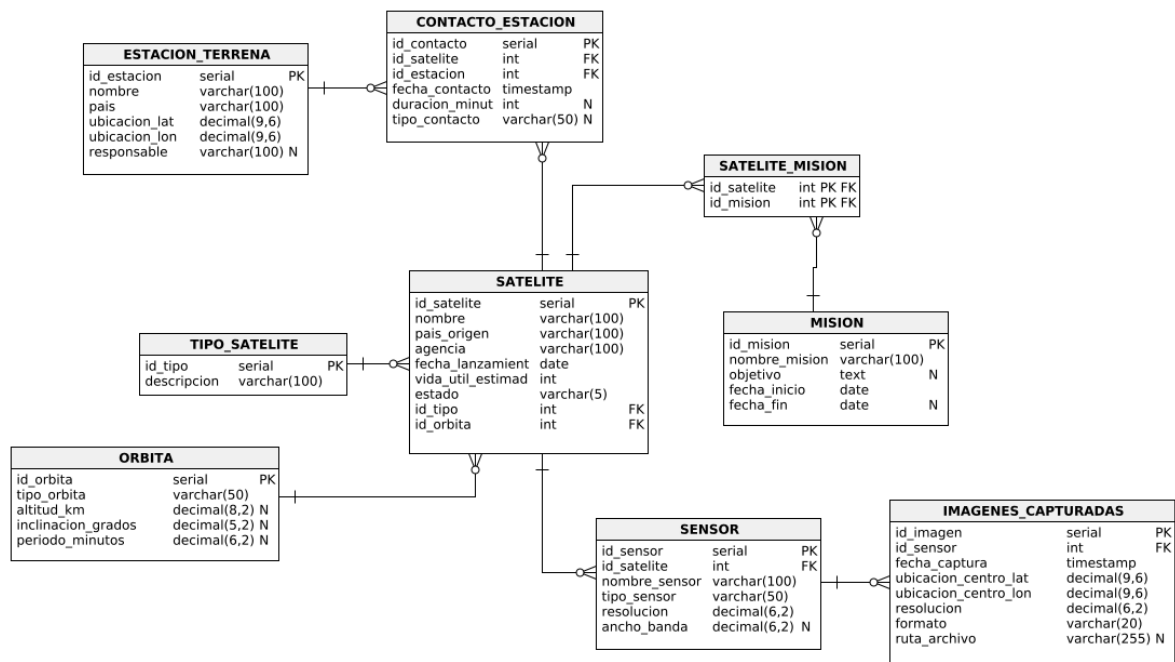 CONTACTO_ESTACION
id_contacto serial PK
id_satelite int FK
id_estacion int FK
fecha_contacto timestamp
duracion_minut int N
tipo_contacto varchar(50) N
ESTACION_TERRENA
id_estacion serial PK
nombre varchar(100)
pais varchar(100)
ubicacion_lat decimal(9,6)
ubicacion_lon decimal(9,6)
responsable varchar(100) N
SATELITE_MISION
id_satelite int PK FK
id_mision int PK FK
SATELITE
id_satelite serial PK
nombre varchar(100)
pais_origen varchar(100)
agencia varchar(100)
fecha_lanzamient date
vida_util_estimad int
estado varchar(5)
id_tipo int FK
id_orbita int FK
MISION
id_mision serial PK
nombre_mision varchar(100)
objetivo text N
fecha_inicio date
fecha_fin date N
TIPO_SATELITE
id_tipo serial PK
descripcion varchar(100)
ORBITA
id_orbita serial PK
tipo_orbita varchar(50)
altitud_km decimal(8,2) N
inclinacion_grados decimal(5,2) N
periodo_minutos decimal(6,2) N
SENSOR
id_sensor serial PK
id_satelite int FK
nombre_sensor varchar(100)
tipo_sensor varchar(50)
resolucion decimal(6,2)
ancho_banda decimal(6,2) N
IMAGENES_CAPTURADAS
id_imagen serial PK
id_sensor int FK
fecha_captura timestamp
ubicacion_centro_lat decimal(9,6)
ubicacion_centro_lon decimal(9,6)
resolucion decimal(6,2)
formato varchar(20)
ruta_archivo varchar(255) N